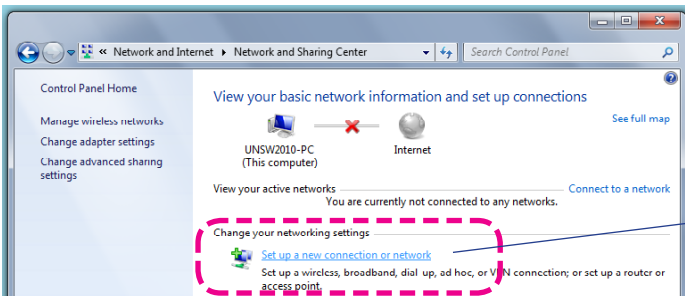 « Network and Internet ▸ Network and Sharing Center
Search Control Panel
Control Panel Home
Manage wireless networks
Change adapter settings
Change advanced sharing
settings
View your basic network information and set up connections
See full map
UNSW2010-PC
(This computer)
Internet
View your active networks
Connect to a network
You are currently not connected to any networks.
Change your networking settings
Set up a new connection or network
Set up a wireless, broadband, dial up, ad hoc, or VPN connection; or set up a router or
access point.